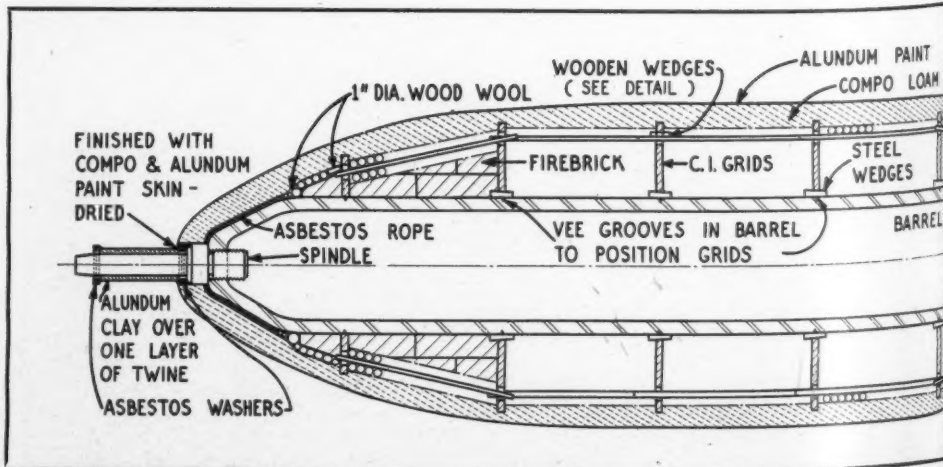 ALUNDUM PAINT
COMPO LOAM
WOODEN WEDGES
( SEE DETAIL )
1" DIA. WOOD WOOL
FINISHED WITH
COMPO & ALUNDUM
PAINT SKIN-
DRIED
FIREBRICK
C.I. GRIDS
STEEL
WEDGES
ASBESTOS ROPE
SPINDLE
VEE GROOVES IN BARREL
TO POSITION GRIDS
BARREL
ALUNDUM
CLAY OVER
ONE LAYER
OF TWINE
ASBESTOS WASHERS